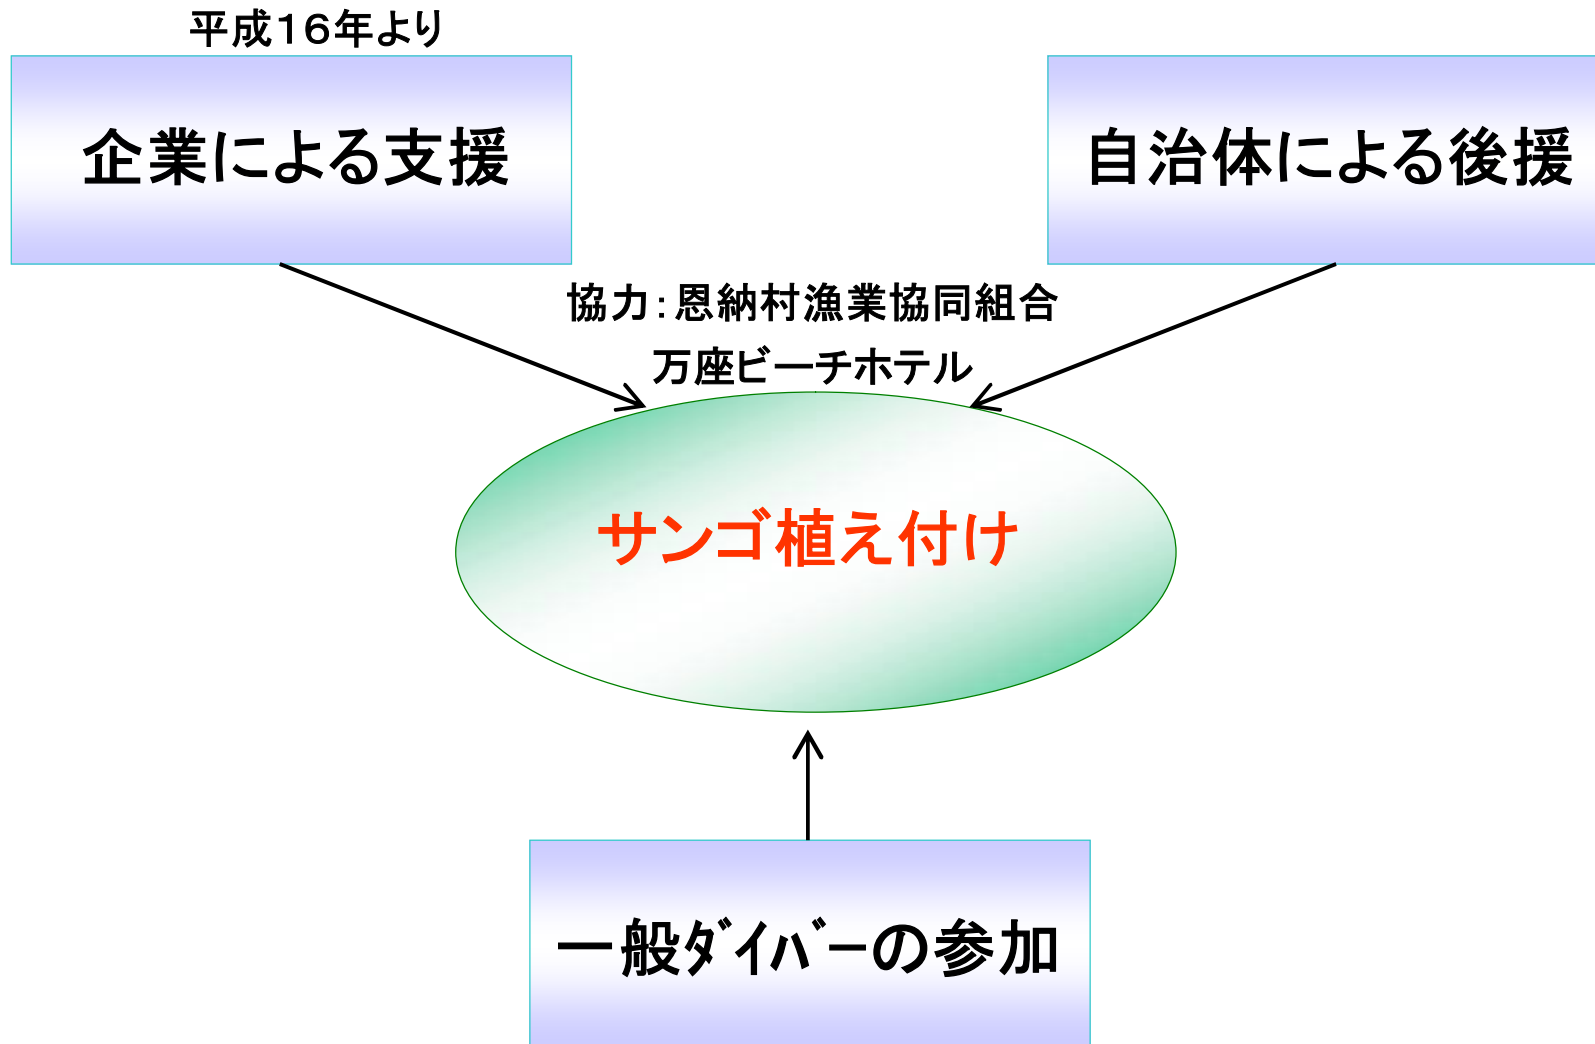 平成１６年より
企業による支援
自治体による後援
協力：恩納村漁業協同組合
万座ビーチホテル
サンゴ植え付け
一般ﾀﾞｲﾊﾞｰの参加